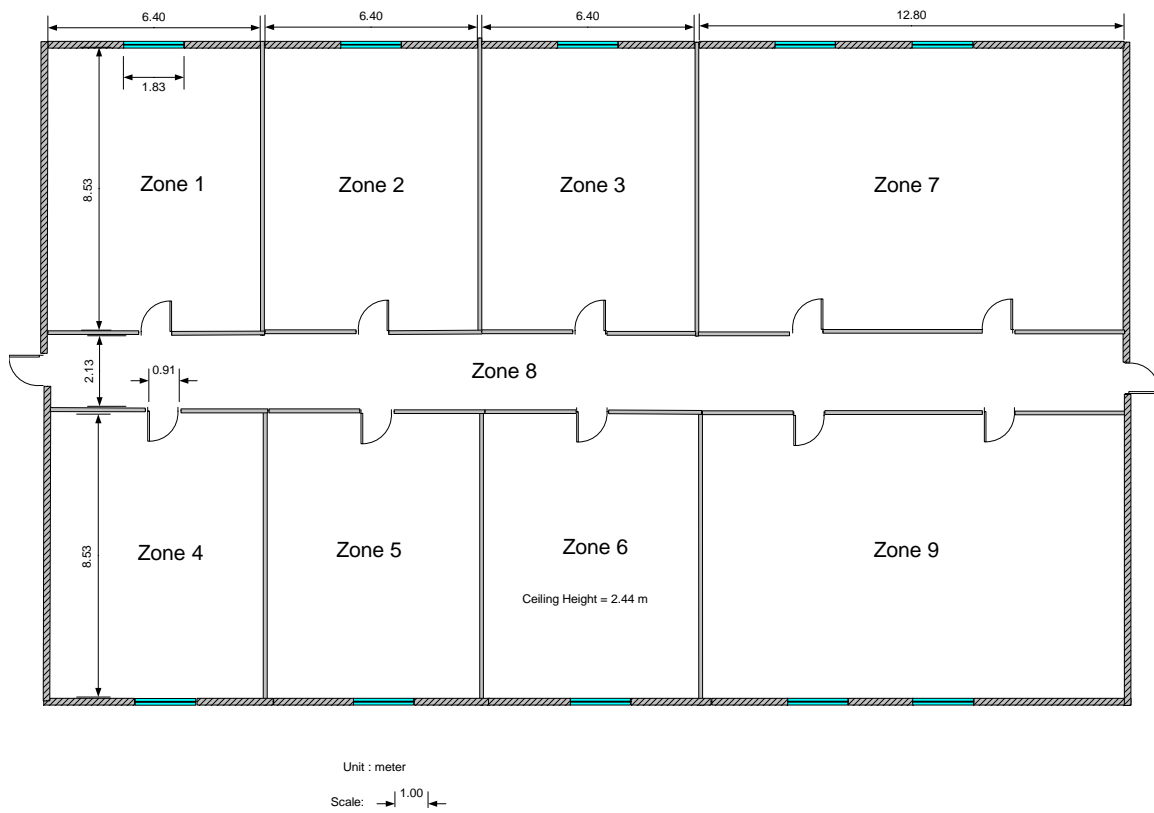 6.40
6.40
6.40
12.80
1.83
8.53
Zone 1
Zone 2
Zone 3
Zone 7
2.13
0.91
Zone 8
8.53
Zone 4
Zone 5
Zone 6
Zone 9
Ceiling Height = 2.44 m
Unit : meter
Scale: 1.00